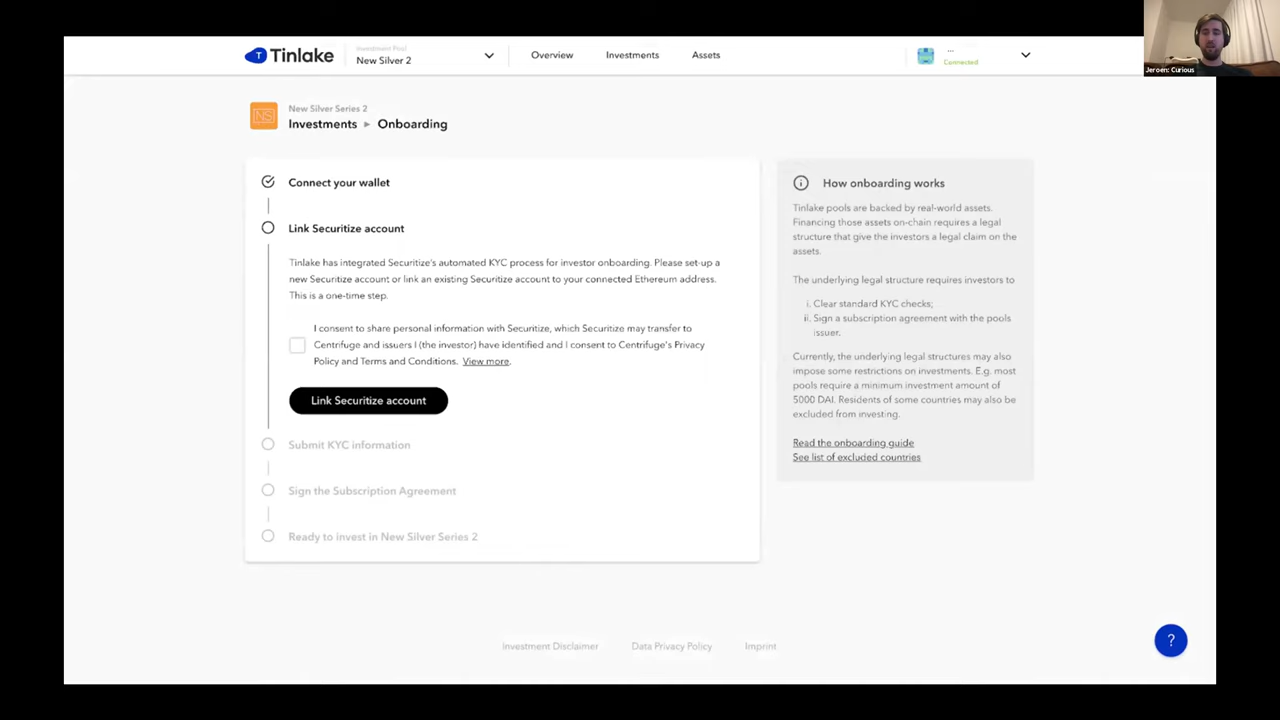 Tinlake
Investment Pool
New Silver 2
Overview
Investments
Assets
...
Connected
Jeroen: Curious
NS
New Silver Series 2
Investments ▸ Onboarding
Connect your wallet
Link Securitize account
Tinlake has integrated Securitize's automated KYC process for investor onboarding. Please set-up a
new Securitize account or link an existing Securitize account to your connected Ethereum address.
This is a one-time step.
I consent to share personal information with Securitize, which Securitize may transfer to
Centrifuge and issuers I (the investor) have identified and I consent to Centrifuge's Privacy
Policy and Terms and Conditions. View more.
Link Securitize account
Submit KYC information
Sign the Subscription Agreement
Ready to invest in New Silver Series 2
How onboarding works
Tinlake pools are backed by real-world assets.
Financing those assets on-chain requires a legal
structure that give the investors a legal claim on the
assets.
The underlying legal structure requires investors to
i. Clear standard KYC checks;
ii. Sign a subscription agreement with the pools
issuer.
Currently, the underlying legal structures may also
impose some restrictions on investments. E.g. most
pools require a minimum investment amount of
5000 DAI. Residents of some countries may also be
excluded from investing.
Read the onboarding guide
See list of excluded countries
Investment Disclaimer
Data Privacy Policy
Imprint
?